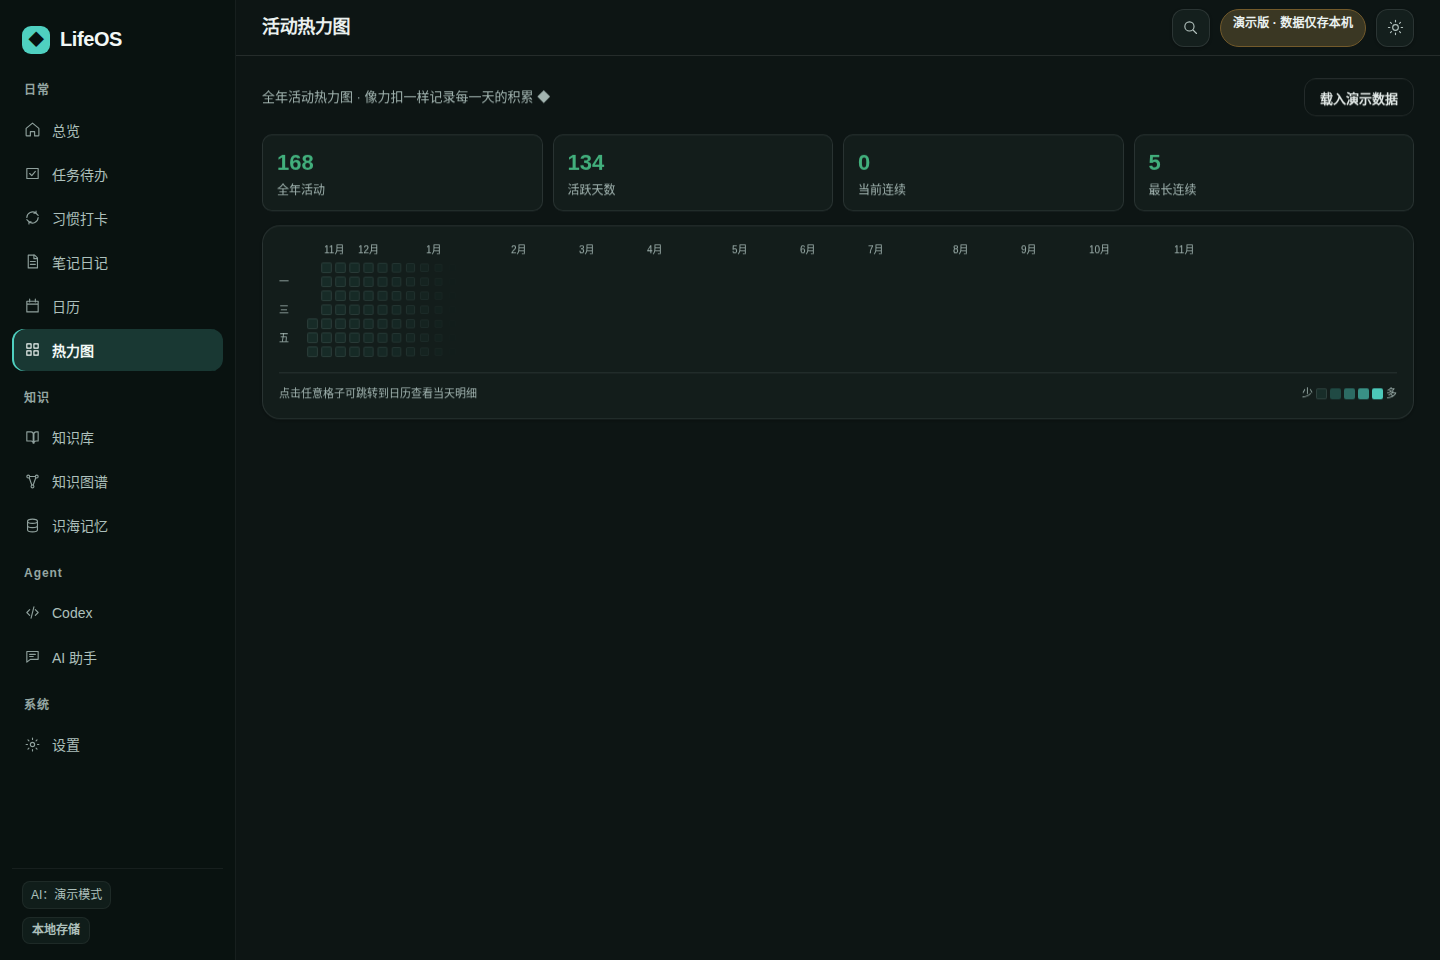 LifeOS
日常
总览
任务待办
习惯打卡
笔记日记
日历
热力图
知识
知识库
知识图谱
识海记忆
Agent
Codex
AI 助手
系统
设置
AI：演示模式
本地存储
活动热力图
演示版 · 数据仅存本机
全年活动热力图 · 像力扣一样记录每一天的积累 ◆
载入演示数据
168
全年活动
134
活跃天数
0
当前连续
5
最长连续
11月 12月 1月 2月 3月 4月 5月 6月 7月 8月 9月 10月 11月
一
三
五
点击任意格子可跳转到日历查看当天明细
少 多